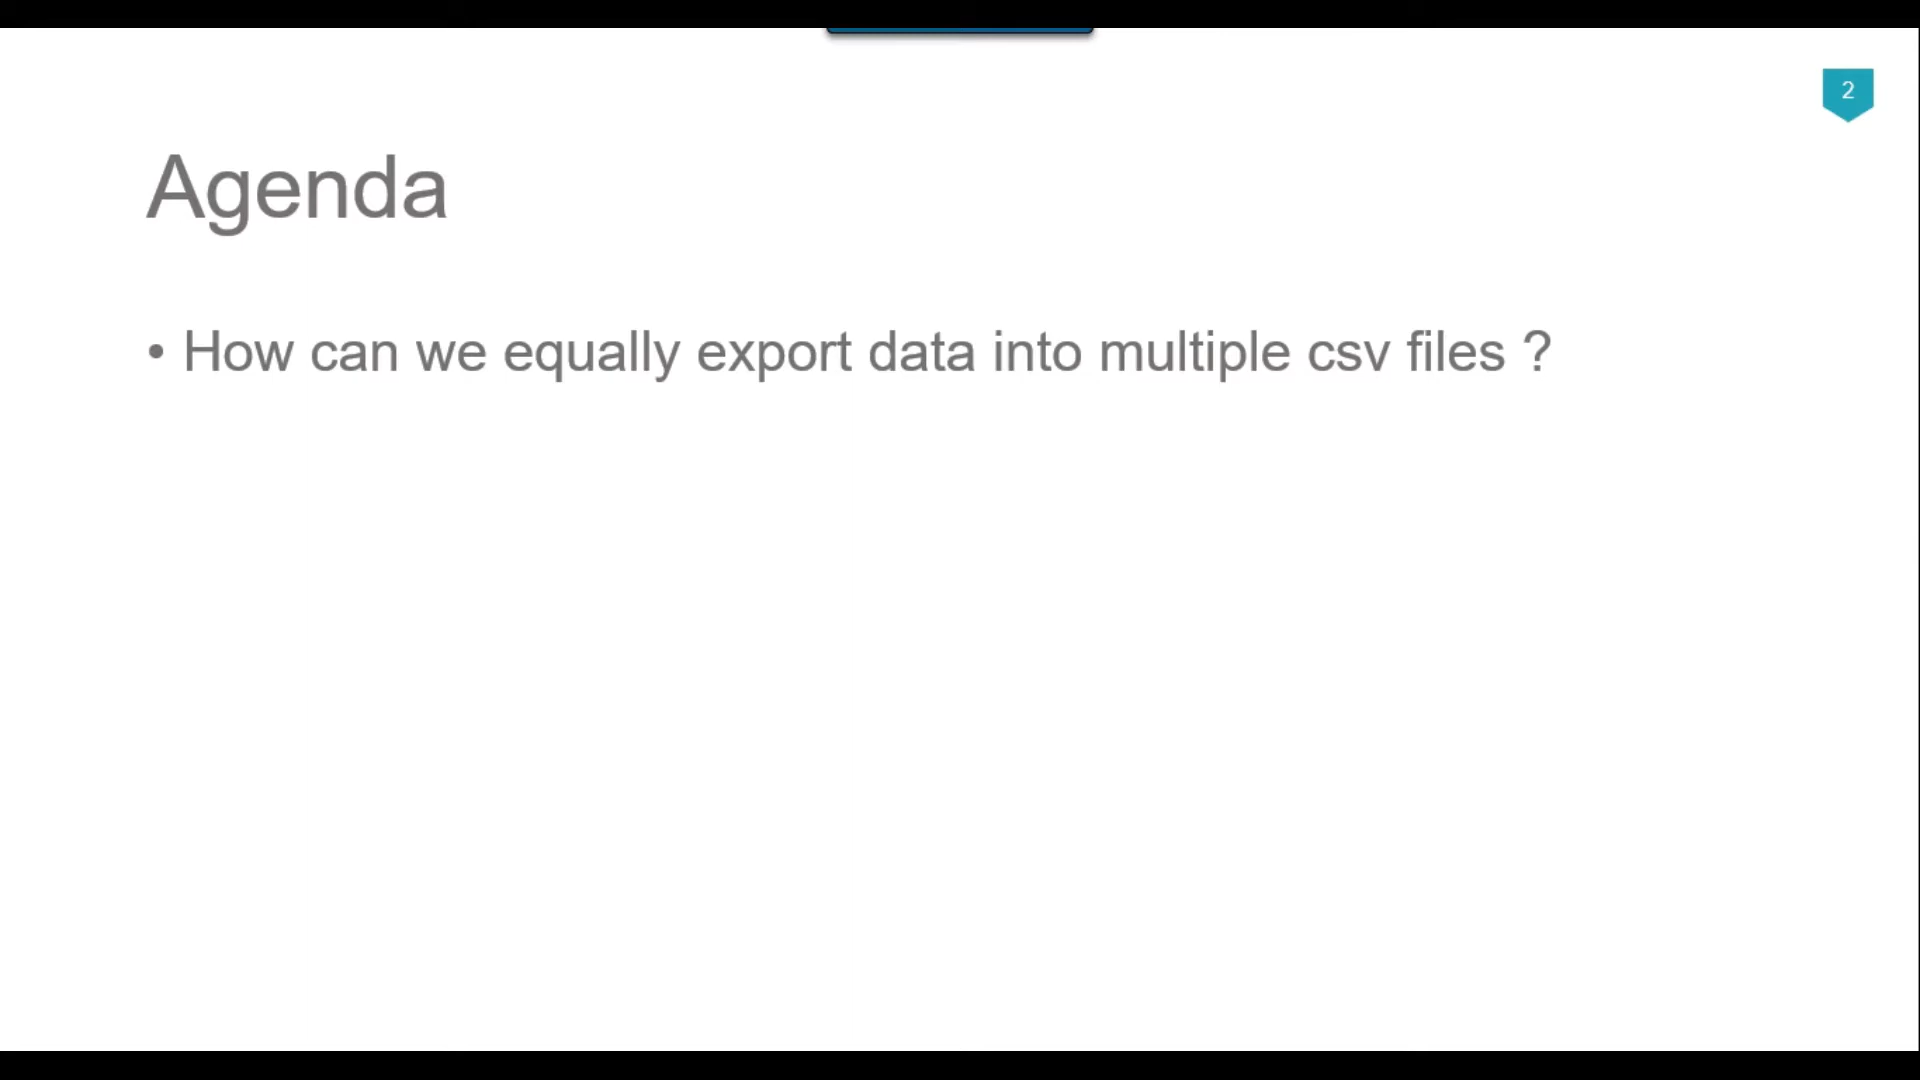 2
Agenda
• How can we equally export data into multiple csv files ?